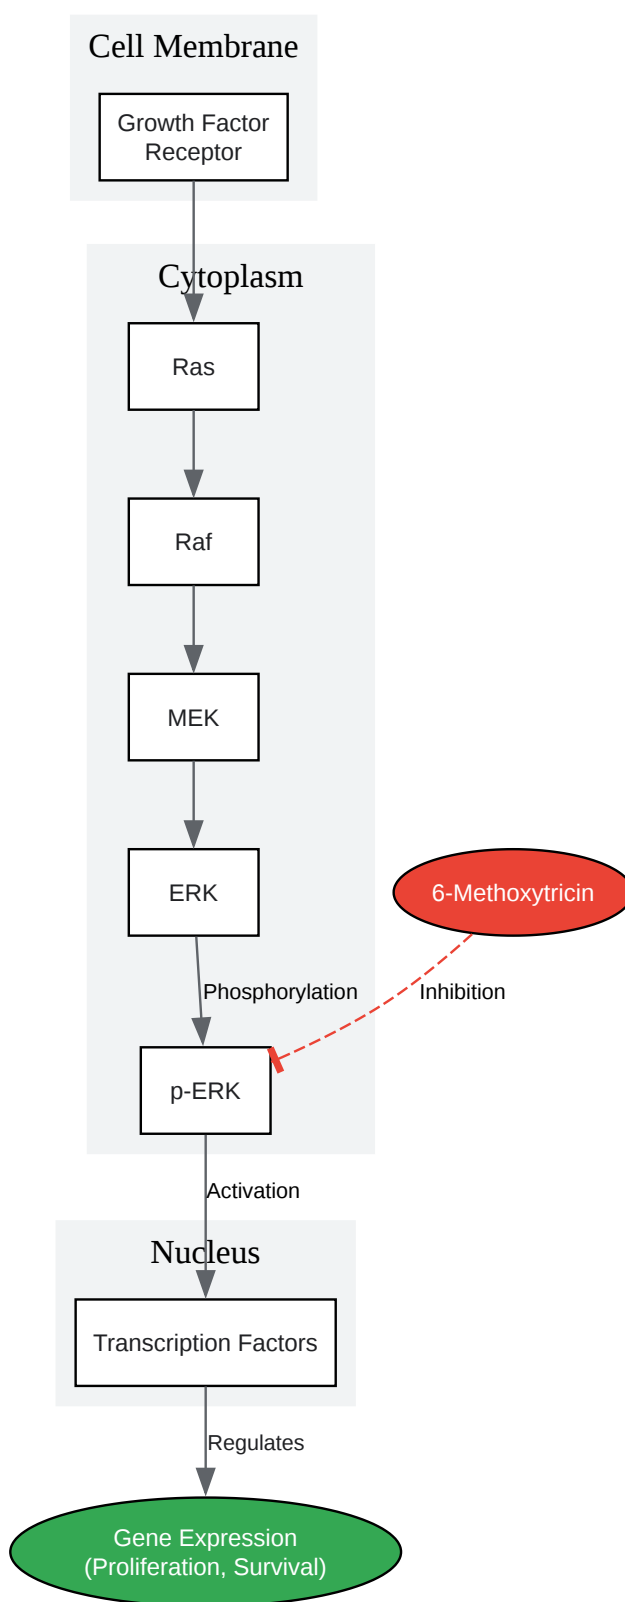 Cell Membrane
Growth Factor
Receptor
Cytoplasm
Ras
Raf
MEK
ERK
6-Methoxytricin
Phosphorylation
Inhibition
p-ERK
Activation
Nucleus
Transcription Factors
Regulates
Gene Expression
(Proliferation, Survival)